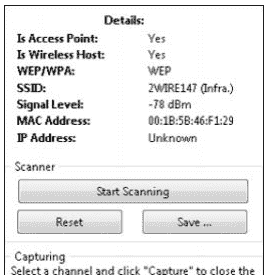 Details:
Is Access Point: Yes
Is Wireless Host: Yes
WEP/WPA: WEP
SSID: 2WIRE147 (Infra.)
Signal Level: -78 dBm
MAC Address: 00:1B:5B:46:F1:29
IP Address: Unknown
Scanner
Start Scanning
Reset Save ...
Capturing
Select a channel and click "Capture" to close the